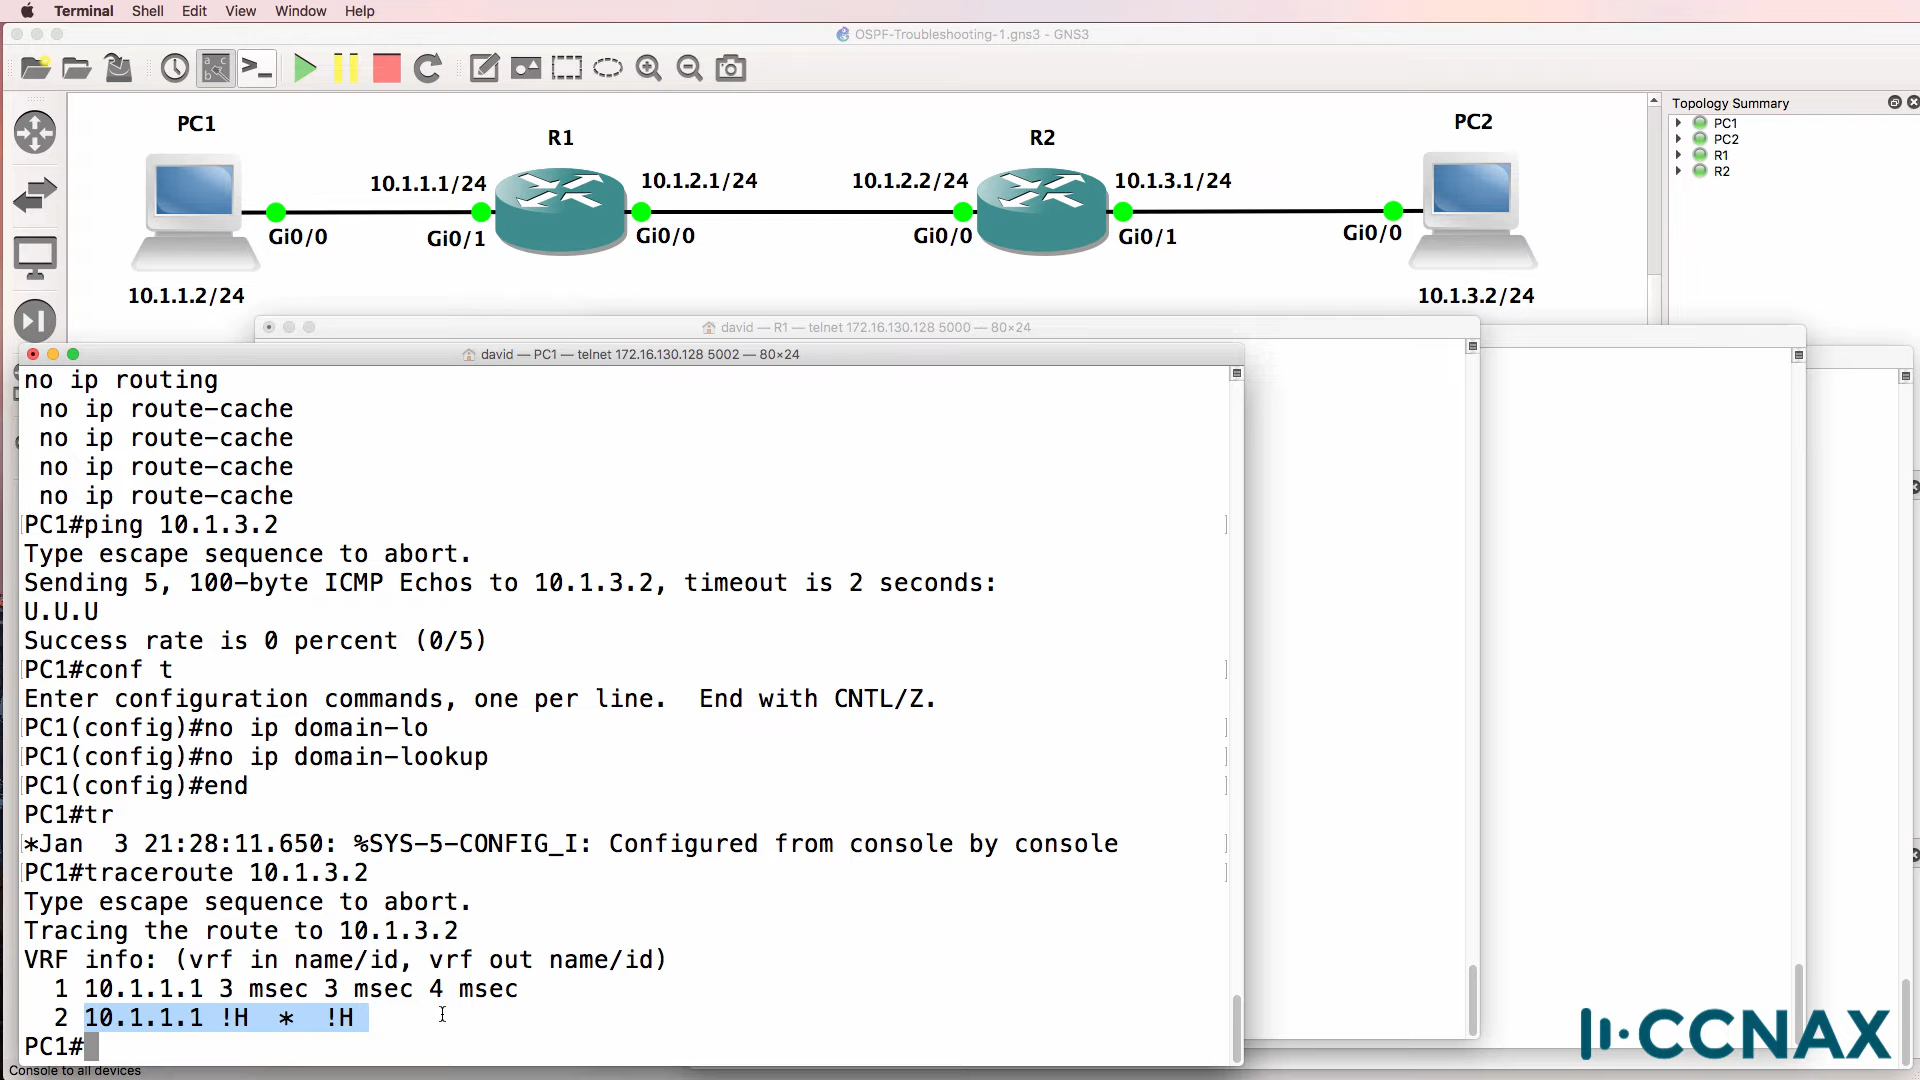 Terminal Shell Edit View Window Help
OSPF-Troubleshooting-1.gns3 - GNS3
Topology Summary
PC1
PC2
R1
R2
PC1
R1
R2
PC2
10.1.1.1/24
10.1.2.1/24
10.1.2.2/24
10.1.3.1/24
Gi0/0
Gi0/1
Gi0/0
Gi0/0
Gi0/1
Gi0/0
10.1.1.2/24
10.1.3.2/24
david — R1 — telnet 172.16.130.128 5000 — 80×24
david — PC1 — telnet 172.16.130.128 5002 — 80×24
no ip routing
no ip route-cache
no ip route-cache
no ip route-cache
no ip route-cache
PC1#ping 10.1.3.2
Type escape sequence to abort.
Sending 5, 100-byte ICMP Echos to 10.1.3.2, timeout is 2 seconds:
U.U.U
Success rate is 0 percent (0/5)
PC1#conf t
Enter configuration commands, one per line.  End with CNTL/Z.
PC1(config)#no ip domain-lo
PC1(config)#no ip domain-lookup
PC1(config)#end
PC1#tr
*Jan  3 21:28:11.650: %SYS-5-CONFIG_I: Configured from console by console
PC1#traceroute 10.1.3.2
Type escape sequence to abort.
Tracing the route to 10.1.3.2
VRF info: (vrf in name/id, vrf out name/id)
1 10.1.1.1 3 msec 3 msec 4 msec
2 10.1.1.1 !H  *  !H
PC1#
Console to all devices
CCNAX